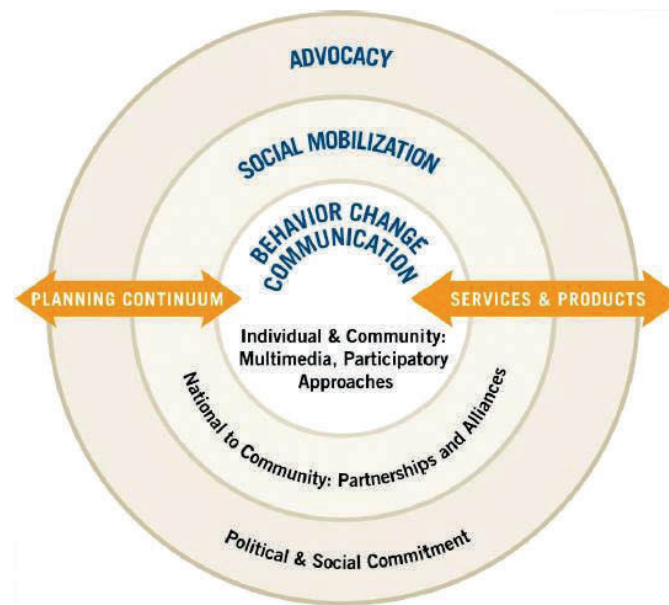 ADVOCACY
SOCIAL MOBILIZATION
BEHAVIOR CHANGE
COMMUNICATION
PLANNING CONTINUUM
SERVICES & PRODUCTS
Individual & Community:
Multimedia, Participatory
Approaches
National to Community: Partnerships and Alliances
Political & Social Commitment